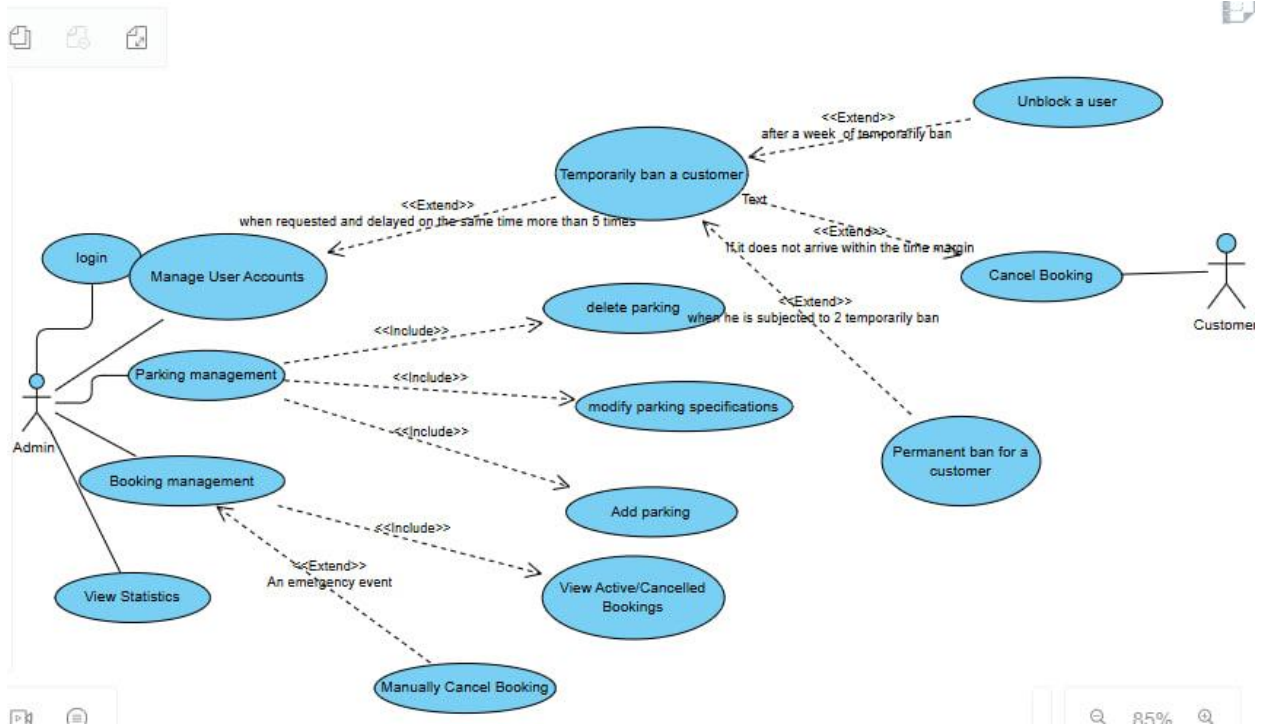 Unblock a user
<<Extend>>
after a week of temporarily ban
Temporarily ban a customer
<<Extend>>
when requested and delayed on the same time more than 5 times
Text
<<Extend>>
If it does not arrive within the time margin
login
Manage User Accounts
Cancel Booking
delete parking
<<Extend>>
when he is subjected to 2 temporarily ban
Customer
<<Include>>
Parking management
<<Include>>
modify parking specifications
<<Include>>
Admin
Permanent ban for a
customer
Booking management
Add parking
<<Include>>
<<Extend>>
An emergency event
View Statistics
View Active/Cancelled
Bookings
Manually Cancel Booking
85%